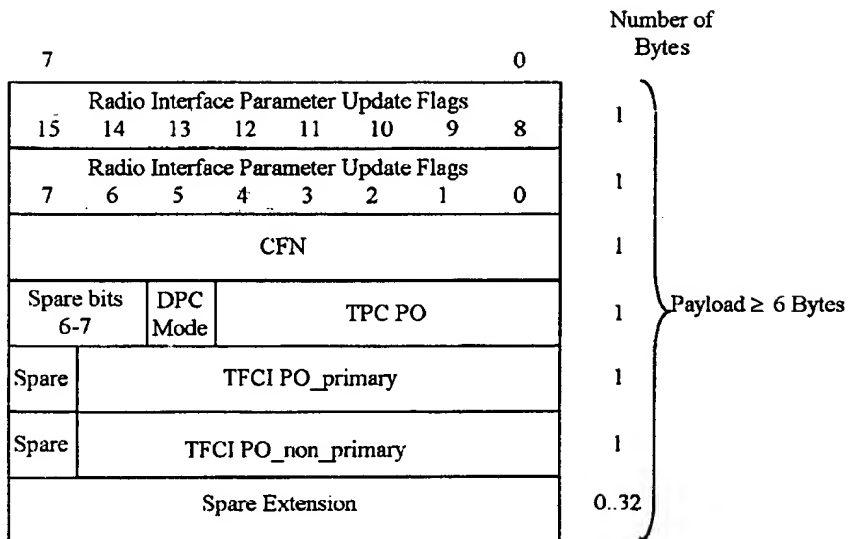 Number of
Bytes
7 0
Radio Interface Parameter Update Flags
15 14 13 12 11 10 9 8
1
Radio Interface Parameter Update Flags
7 6 5 4 3 2 1 0
1
CFN
1
Spare bits
6-7
DPC
Mode
TPC PO
1
Payload ≥ 6 Bytes
Spare
TFCI PO_primary
1
Spare
TFCI PO_non_primary
1
Spare Extension
0..32